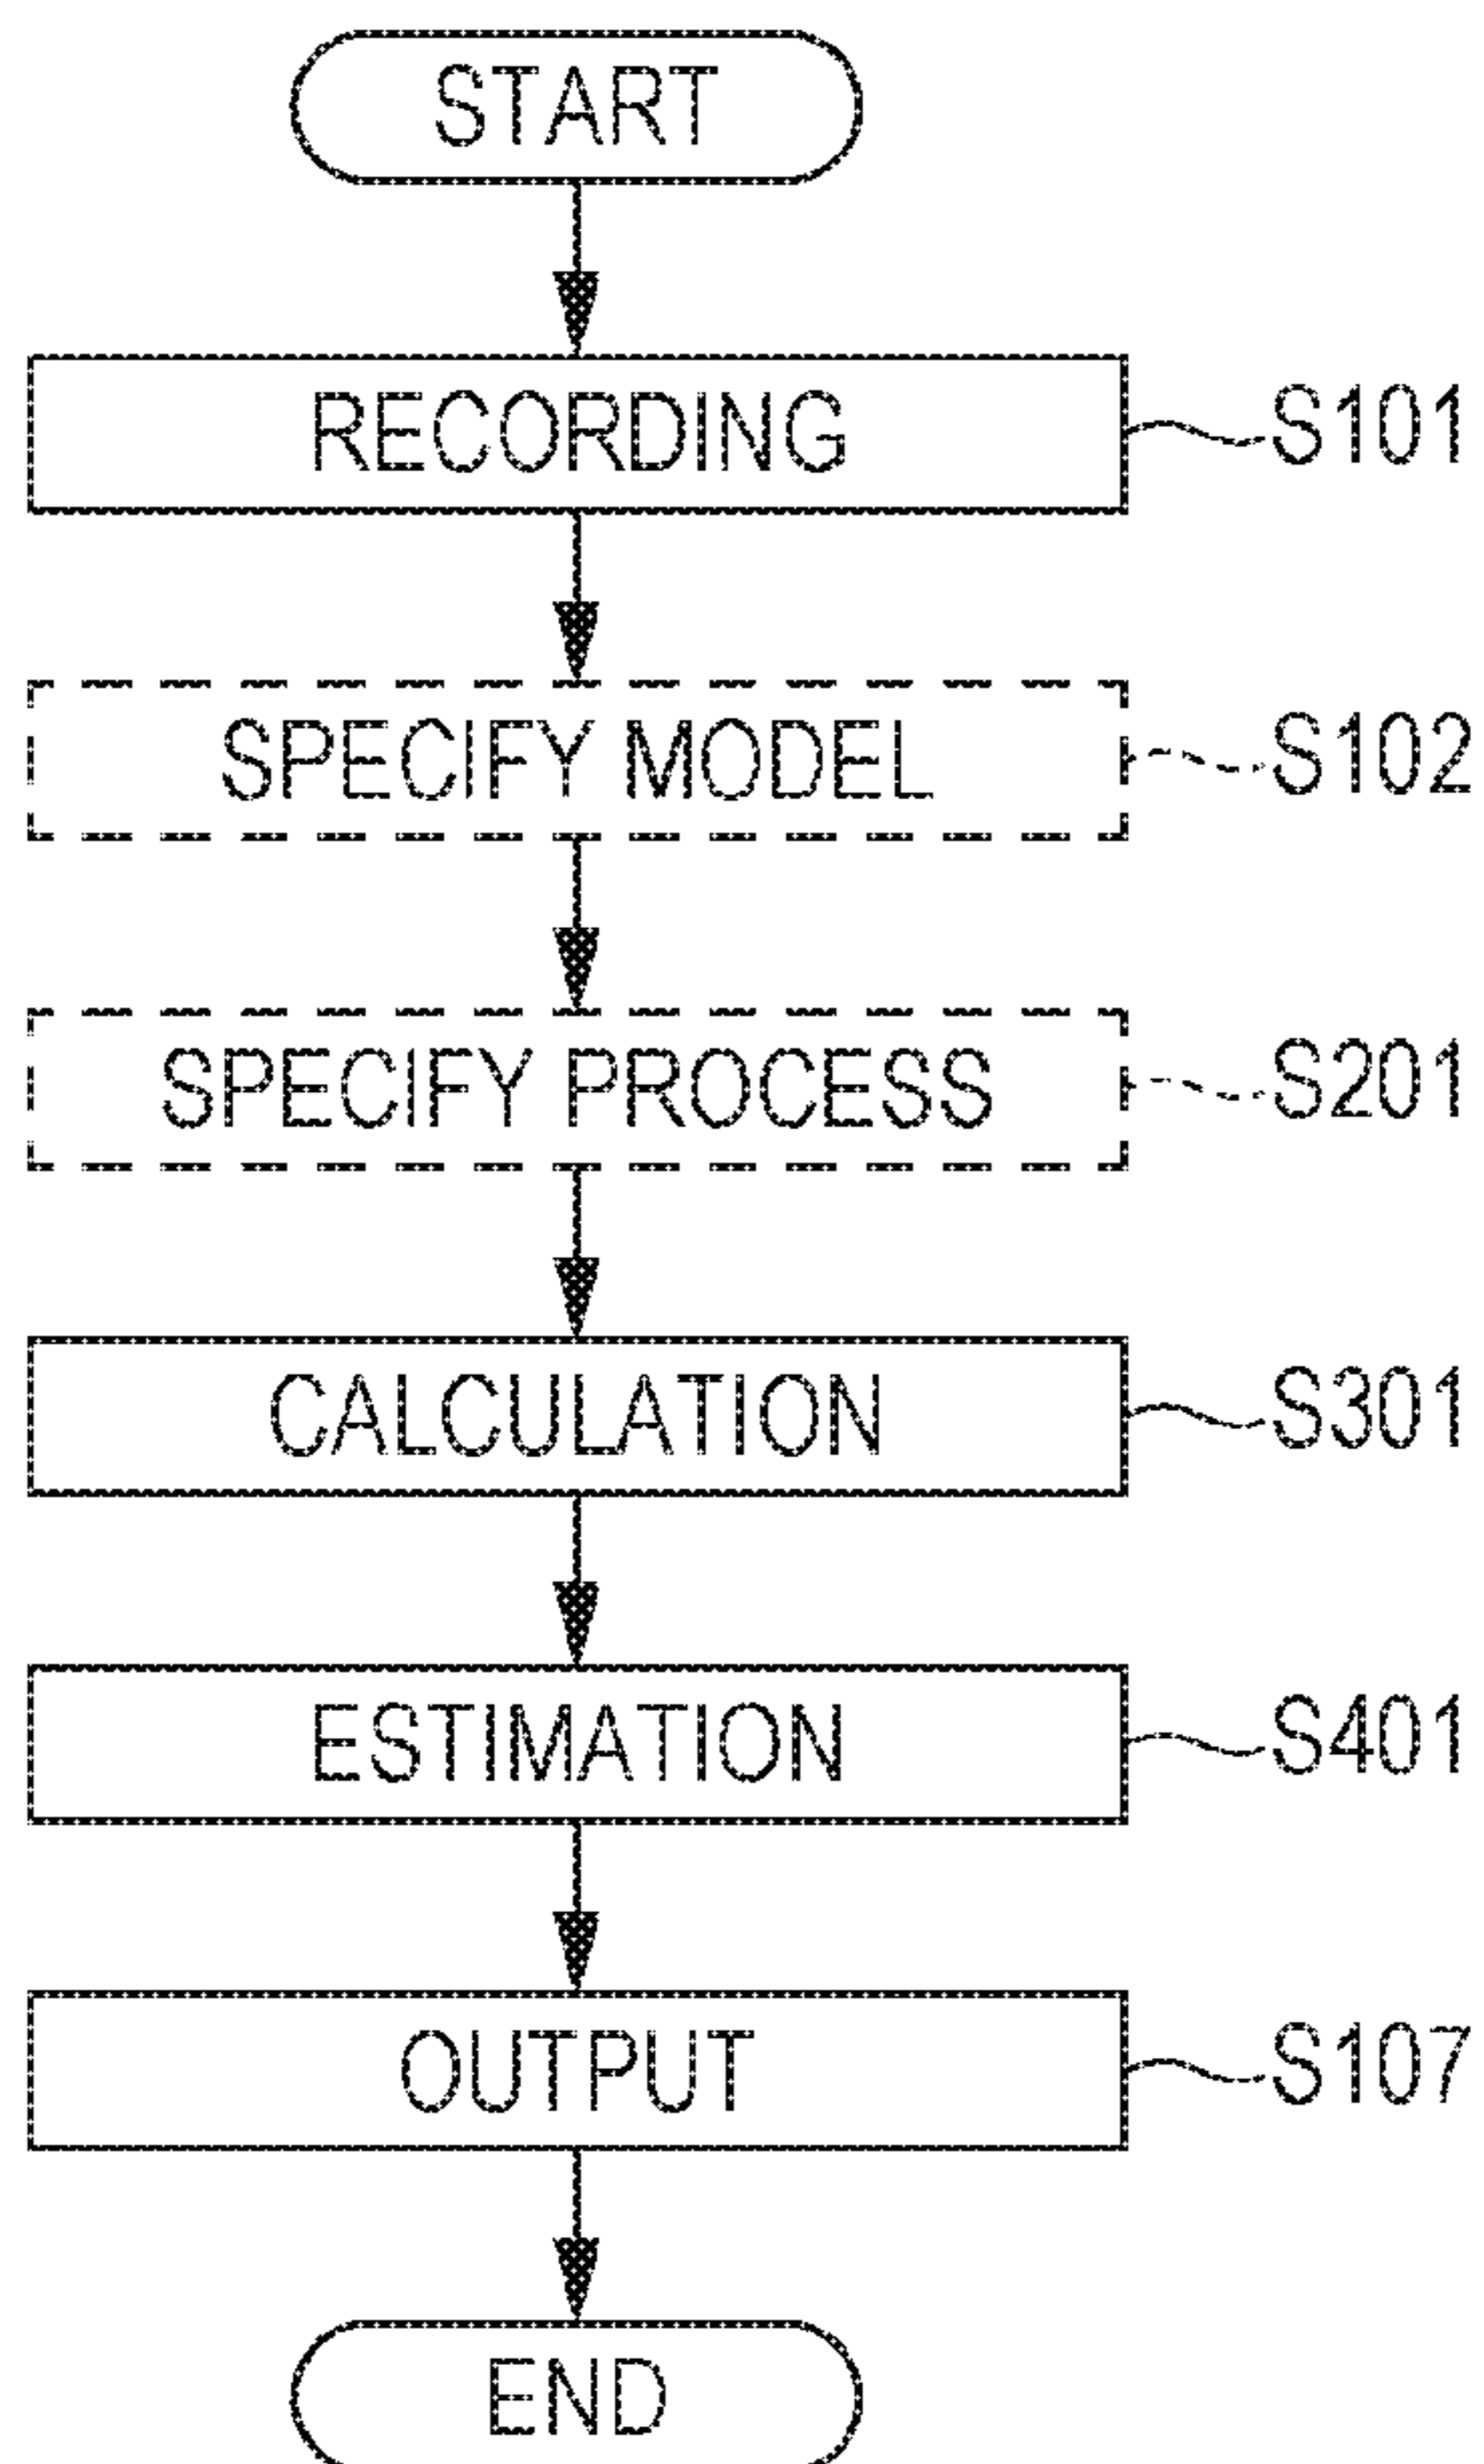 START
RECORDING S101
SPECIFY MODEL S102
SPECIFY PROCESS S201
CALCULATION S301
ESTIMATION S401
OUTPUT S107
END